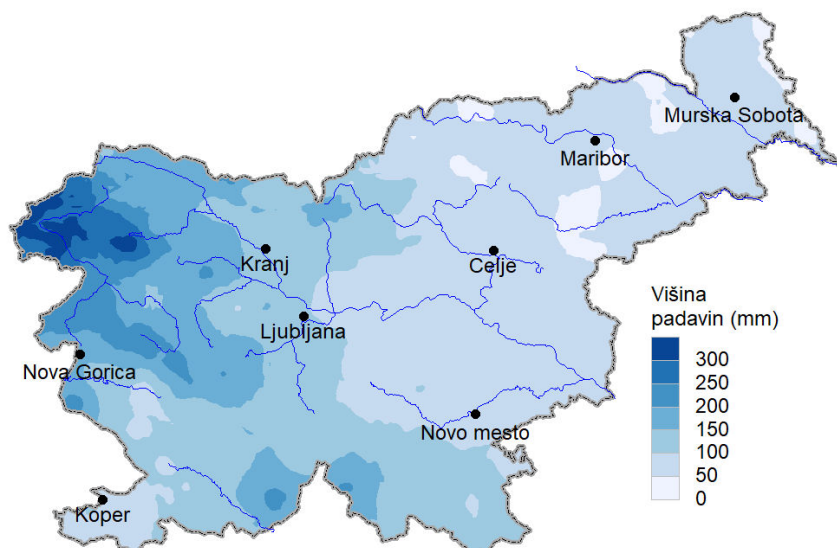 Murska Sobota
Maribor
Kranj
Celje
Ljubljana
Nova Gorica
Novo mesto
Koper
Višina
padavin (mm)
300
250
200
150
100
50
0